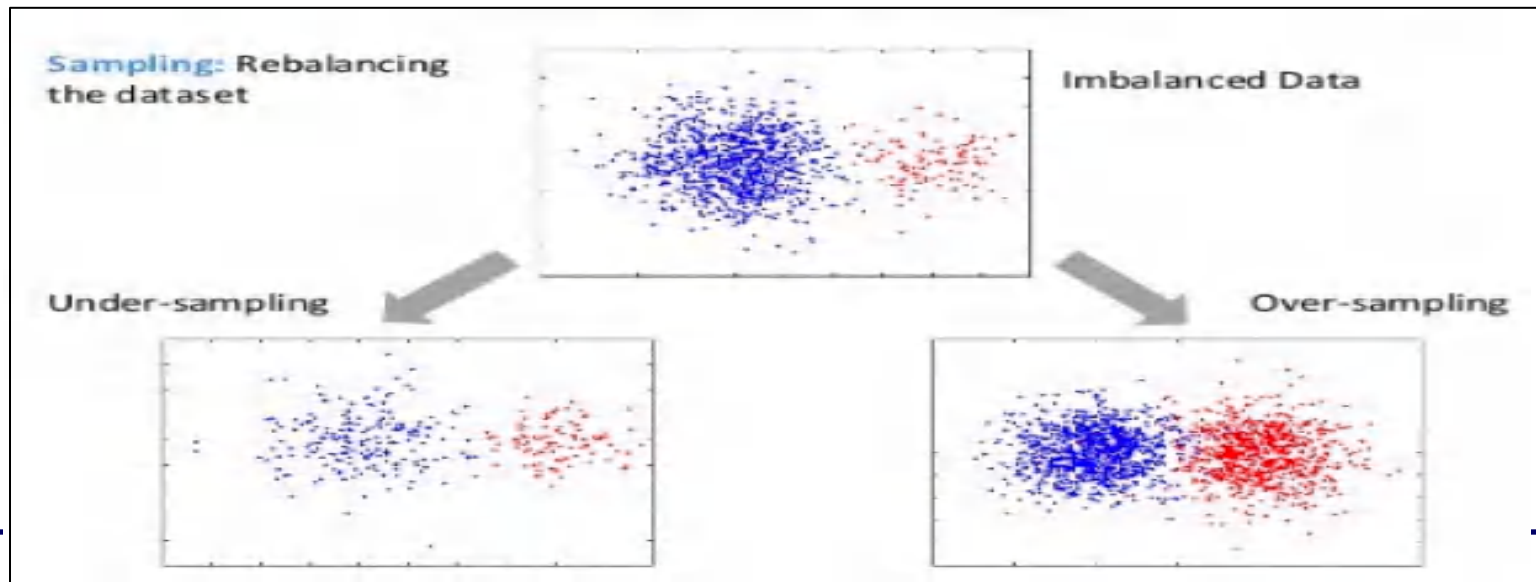 Sampling: Rebalancing
the dataset
Imbalanced Data
Under-sampling
Over-sampling